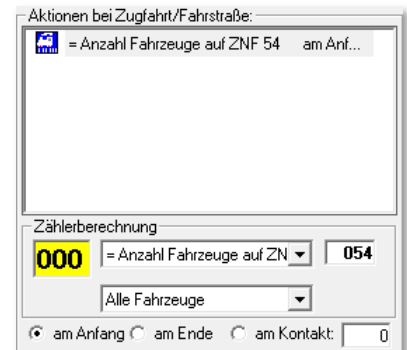 Aktionen bei Zugfahrt/Fahrstraße:
= Anzahl Fahrzeuge auf ZNF 54 am Anf...
Zählerberechnung
000 = Anzahl Fahrzeuge auf ZN 054
Alle Fahrzeuge
am Anfang am Ende am Kontakt: 0